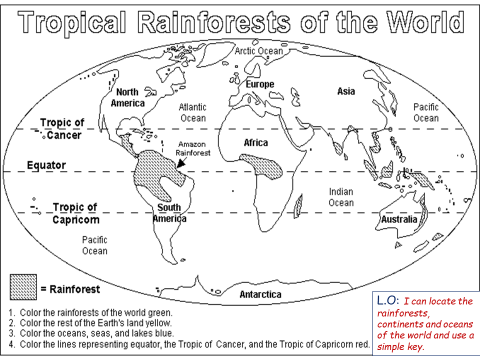 Tropical Rainforests of the World
Arctic Ocean
North
America
Europe
Asia
Atlantic
Ocean
Pacific
Ocean
Tropic of
Cancer
Amazon
Rainforest
Africa
Equator
Indian
Ocean
Tropic of
Capricorn
South
America
Australia
Pacific
Ocean
Antarctica
= Rainforest
1. Color the rainforests of the world green.
2. Color the rest of the Earth's land yellow.
3. Color the oceans, seas, and lakes blue.
4. Color the lines representing equator, the Tropic of Cancer, and the Tropic of Capricorn red.
L.O: I can locate the
rainforests,
continents and oceans
of the world and use a
simple key.